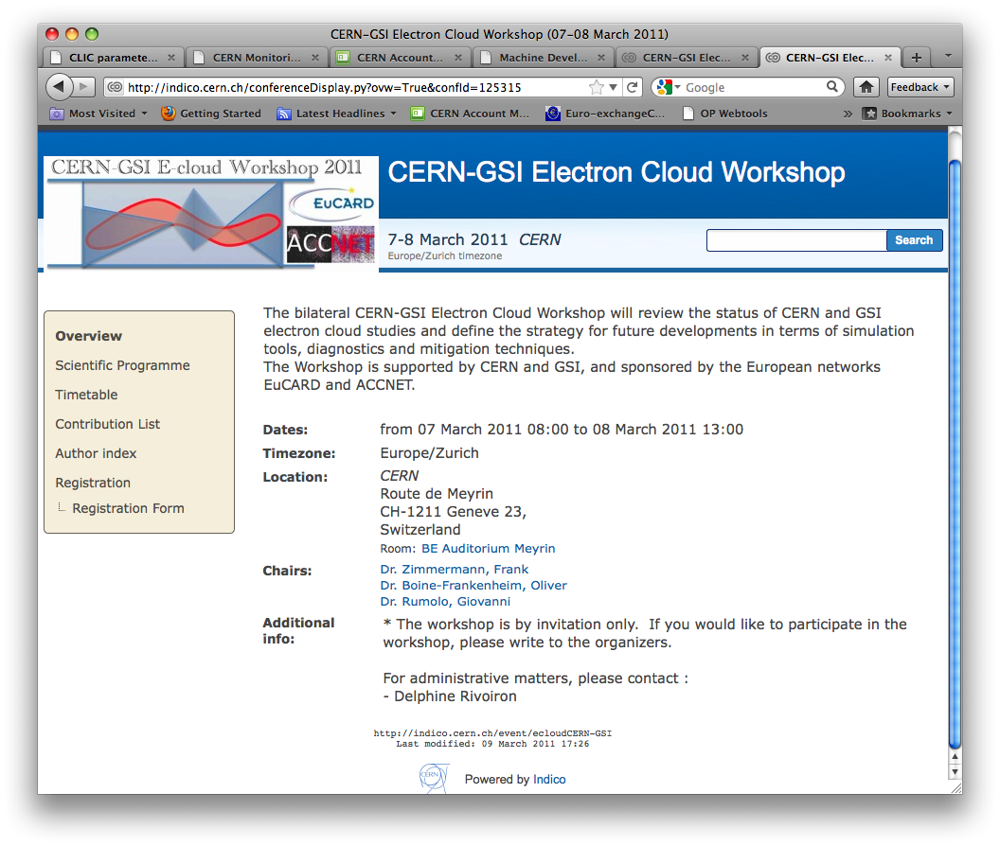 CERN-GSI Electron Cloud Workshop (07-08 March 2011)
CLIC paramete... CERN Monitori... CERN Account... Machine Devel... CERN-GSI Elec... CERN-GSI Elec...
http://indico.cern.ch/conferenceDisplay.py?ovw=True&confId=125315 Google Feedback
Most Visited Getting Started Latest Headlines CERN Account M... Euro-exchangeC... OP Webtools » Bookmarks
CERN-GSI E-cloud Workshop 2011
EuCARD
ACCNET
CERN-GSI Electron Cloud Workshop
7-8 March 2011 CERN
Europe/Zurich timezone
Search
Overview
Scientific Programme
Timetable
Contribution List
Author index
Registration
Registration Form
The bilateral CERN-GSI Electron Cloud Workshop will review the status of CERN and GSI
electron cloud studies and define the strategy for future developments in terms of simulation
tools, diagnostics and mitigation techniques.
The Workshop is supported by CERN and GSI, and sponsored by the European networks
EuCARD and ACCNET.
Dates: from 07 March 2011 08:00 to 08 March 2011 13:00
Timezone: Europe/Zurich
Location: CERN
Route de Meyrin
CH-1211 Geneve 23,
Switzerland
Room: BE Auditorium Meyrin
Chairs: Dr. Zimmermann, Frank
Dr. Boine-Frankenheim, Oliver
Dr. Rumolo, Giovanni
Additional info: * The workshop is by invitation only. If you would like to participate in the
workshop, please write to the organizers.
For administrative matters, please contact :
- Delphine Rivoiron
http://indico.cern.ch/event/ecloudCERN-GSI
Last modified: 09 March 2011 17:26
CERN Powered by Indico